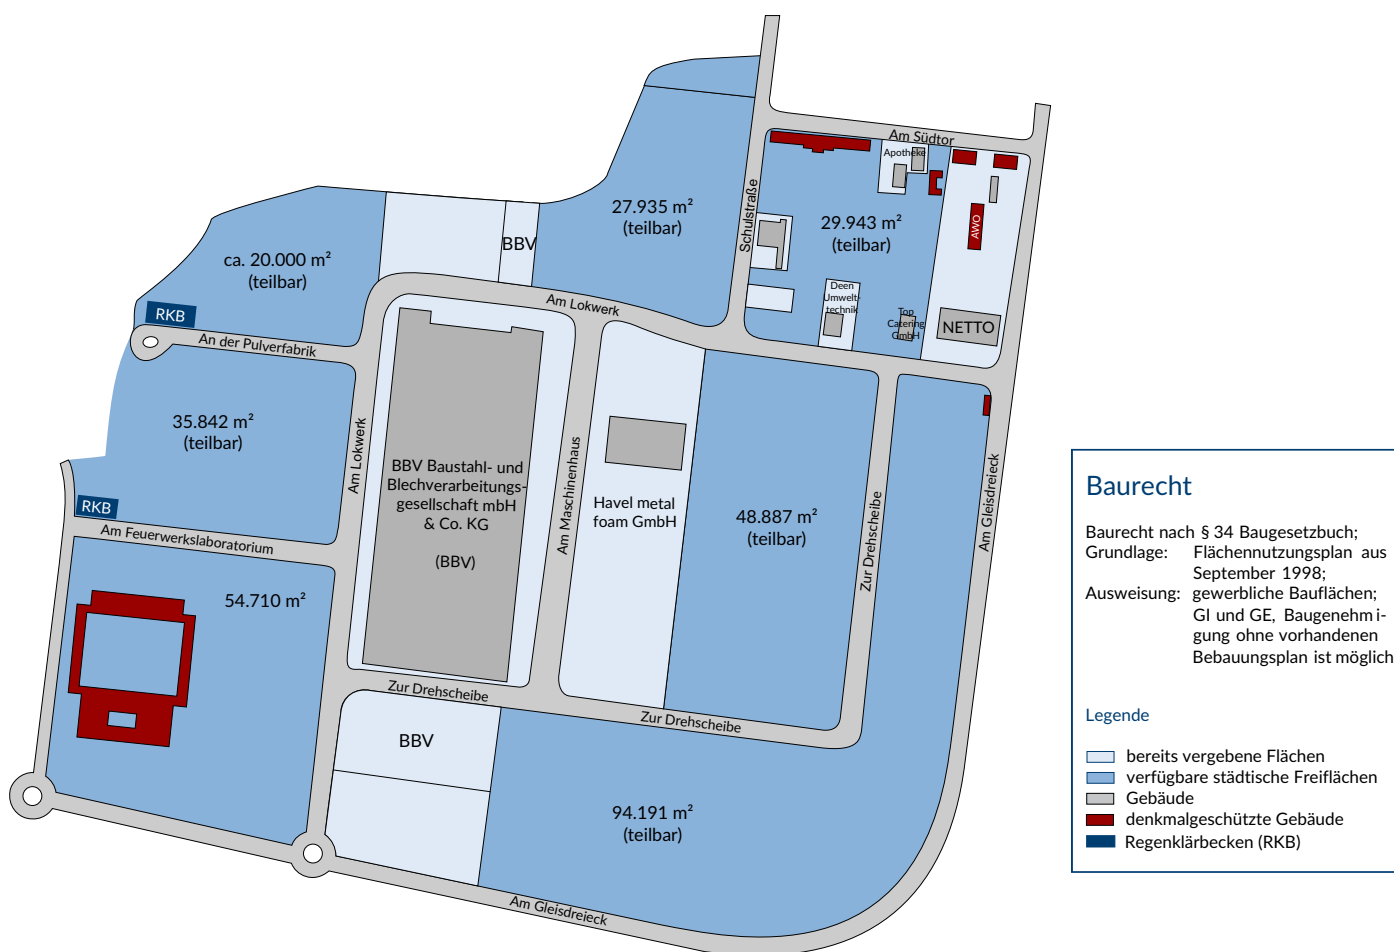 Am Südtor
Apotheke
Schulstraße
27.935 m²
(teilbar)
29.943 m²
(teilbar)
AWO
BBV
ca. 20.000 m²
(teilbar)
RKB
An der Pulverfabrik
Am Lokwerk
Deen
Umwelt-
technik
Top
Catering
GmbH
NETTO
35.842 m²
(teilbar)
RKB
Am Feuerwerkslaboratorium
Am Lokwerk
BBV Baustahl- und
Blechverarbeitungs-
gesellschaft mbH
& Co. KG
(BBV)
Am Maschinenhaus
Havel metal
foam GmbH
48.887 m²
(teilbar)
Zur Drehscheibe
Am Gleisdreieck
54.710 m²
Zur Drehscheibe
Zur Drehscheibe
BBV
94.191 m²
(teilbar)
Am Gleisdreieck
Baurecht
Baurecht nach § 34 Baugesetzbuch;
Grundlage: Flächennutzungsplan aus
September 1998;
Ausweisung: gewerbliche Bauflächen;
GI und GE, Baugenehmi-
gung ohne vorhandenen
Bebauungsplan ist möglich
Legende
bereits vergebene Flächen
verfügbare städtische Freiflächen
Gebäude
denkmalgeschützte Gebäude
Regenklärbecken (RKB)